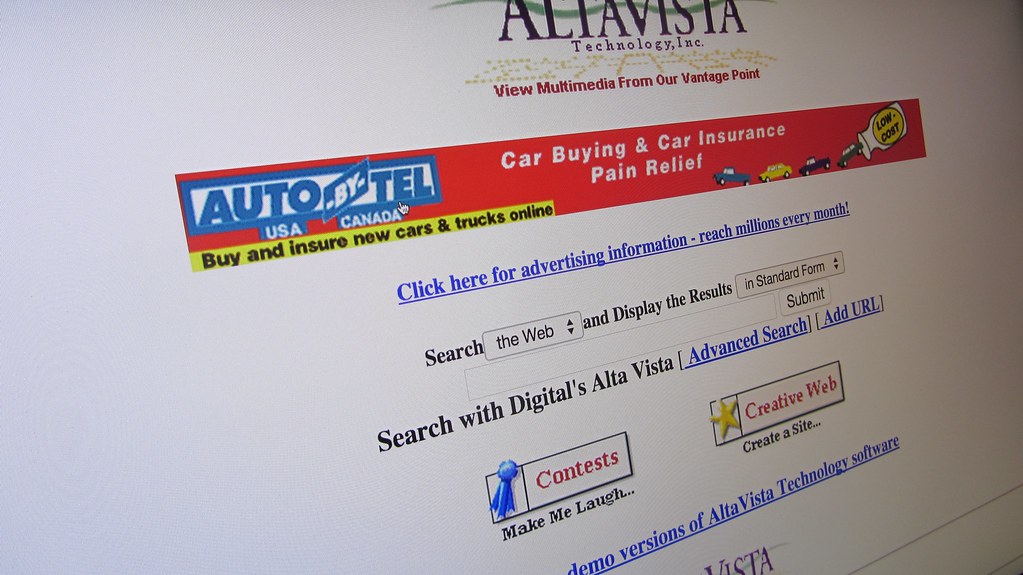 ALTAVISTA
Technology, Inc.
View Multimedia From Our Vantage Point
AUTO-BY-TEL
USA CANADA
Buy and insure new cars & trucks online
Car Buying & Car Insurance
Pain Relief
LOW-
COST
Click here for advertising information - reach millions every month!
Search the Web and Display the Results in Standard Form
Submit
Search with Digital's Alta Vista [ Advanced Search] [ Add URL]
Contests
Make Me Laugh...
Creative Web
Create a Site...
demo versions of AltaVista Technology software
VISTA